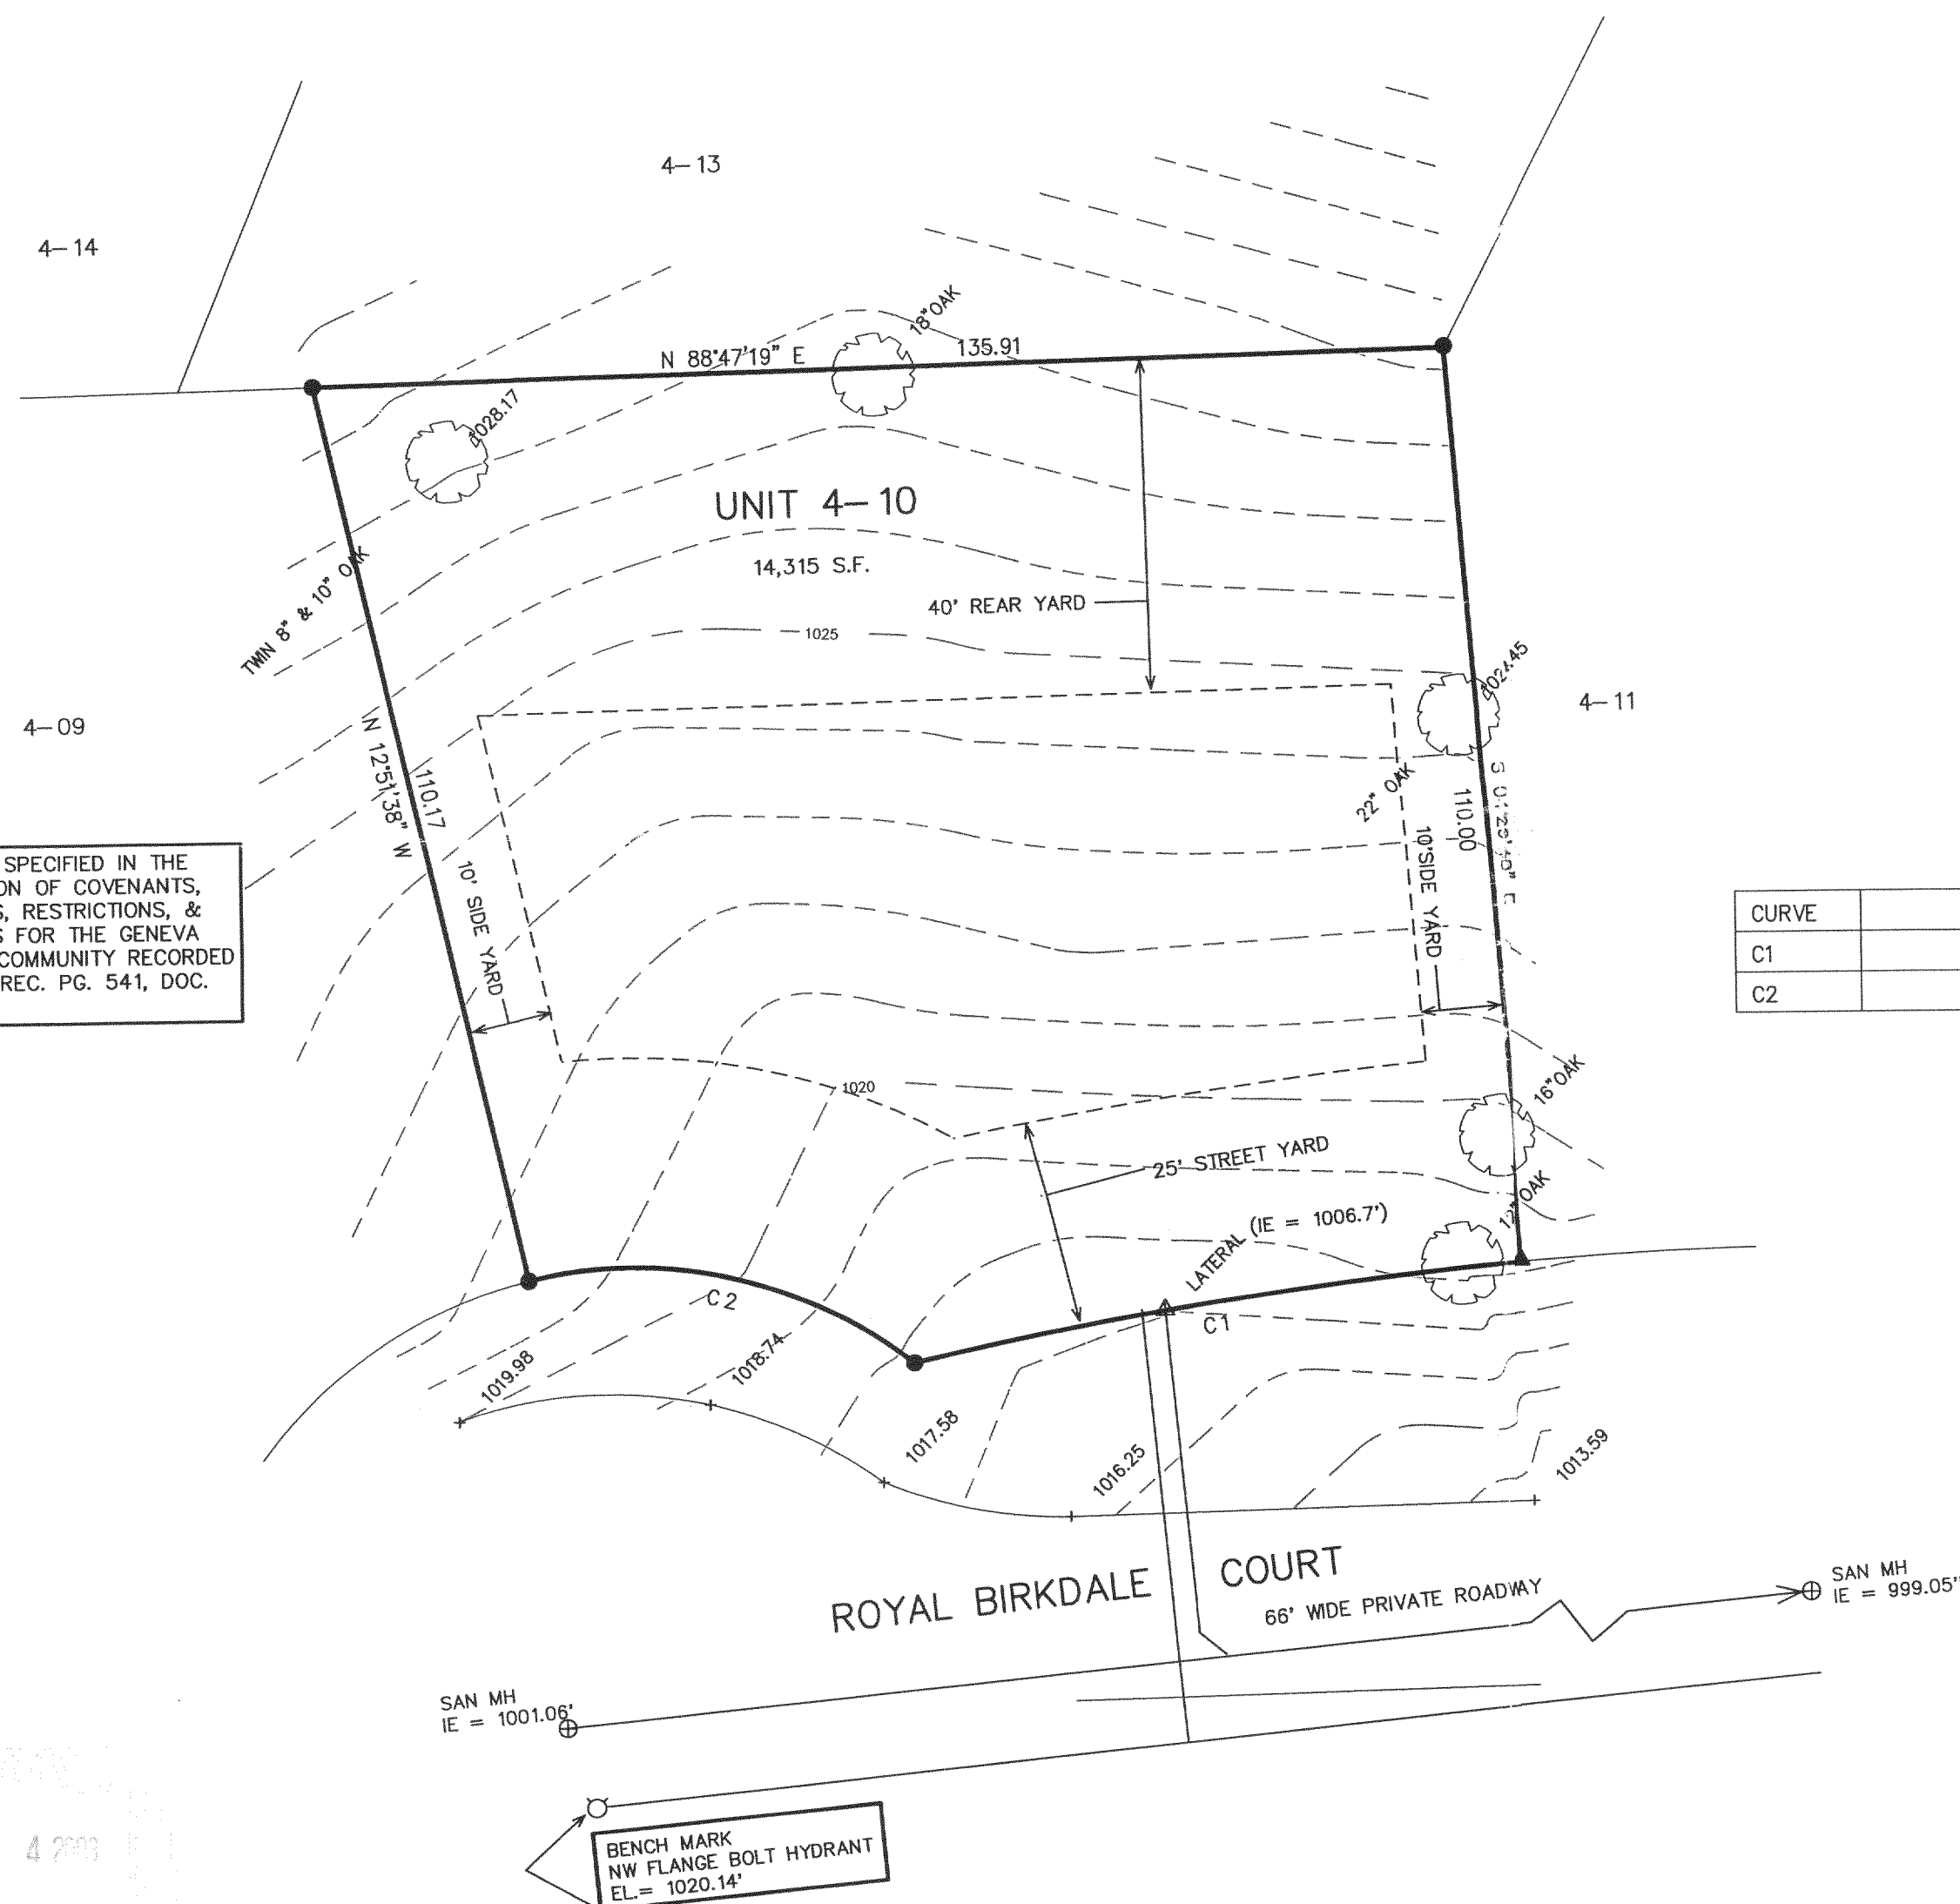 4-13
4-14
18" OAK
N 88°47'19" E
135.91
1028.17
UNIT 4-10
14,315 S.F.
40' REAR YARD
TWIN 8" & 10" OAK
1025
4-09
4-11
N 12°51'38" W
110.17
22" OAK
110.00
10' SIDE YARD
10' SIDE YARD
SPECIFIED IN THE
ON OF COVENANTS,
S, RESTRICTIONS, &
S FOR THE GENEVA
COMMUNITY RECORDED
REC. PG. 541, DOC.
CURVE
C1
C2
1020
16" OAK
25' STREET YARD
OAK
LATERAL (IE = 1006.7')
C2
C1
1019.98
1018.74
1017.58
1016.25
1013.59
ROYAL BIRKDALE COURT
66' WIDE PRIVATE ROADWAY
SAN MH
IE = 999.05'
SAN MH
IE = 1001.06'
BENCH MARK
NW FLANGE BOLT HYDRANT
EL.= 1020.14'